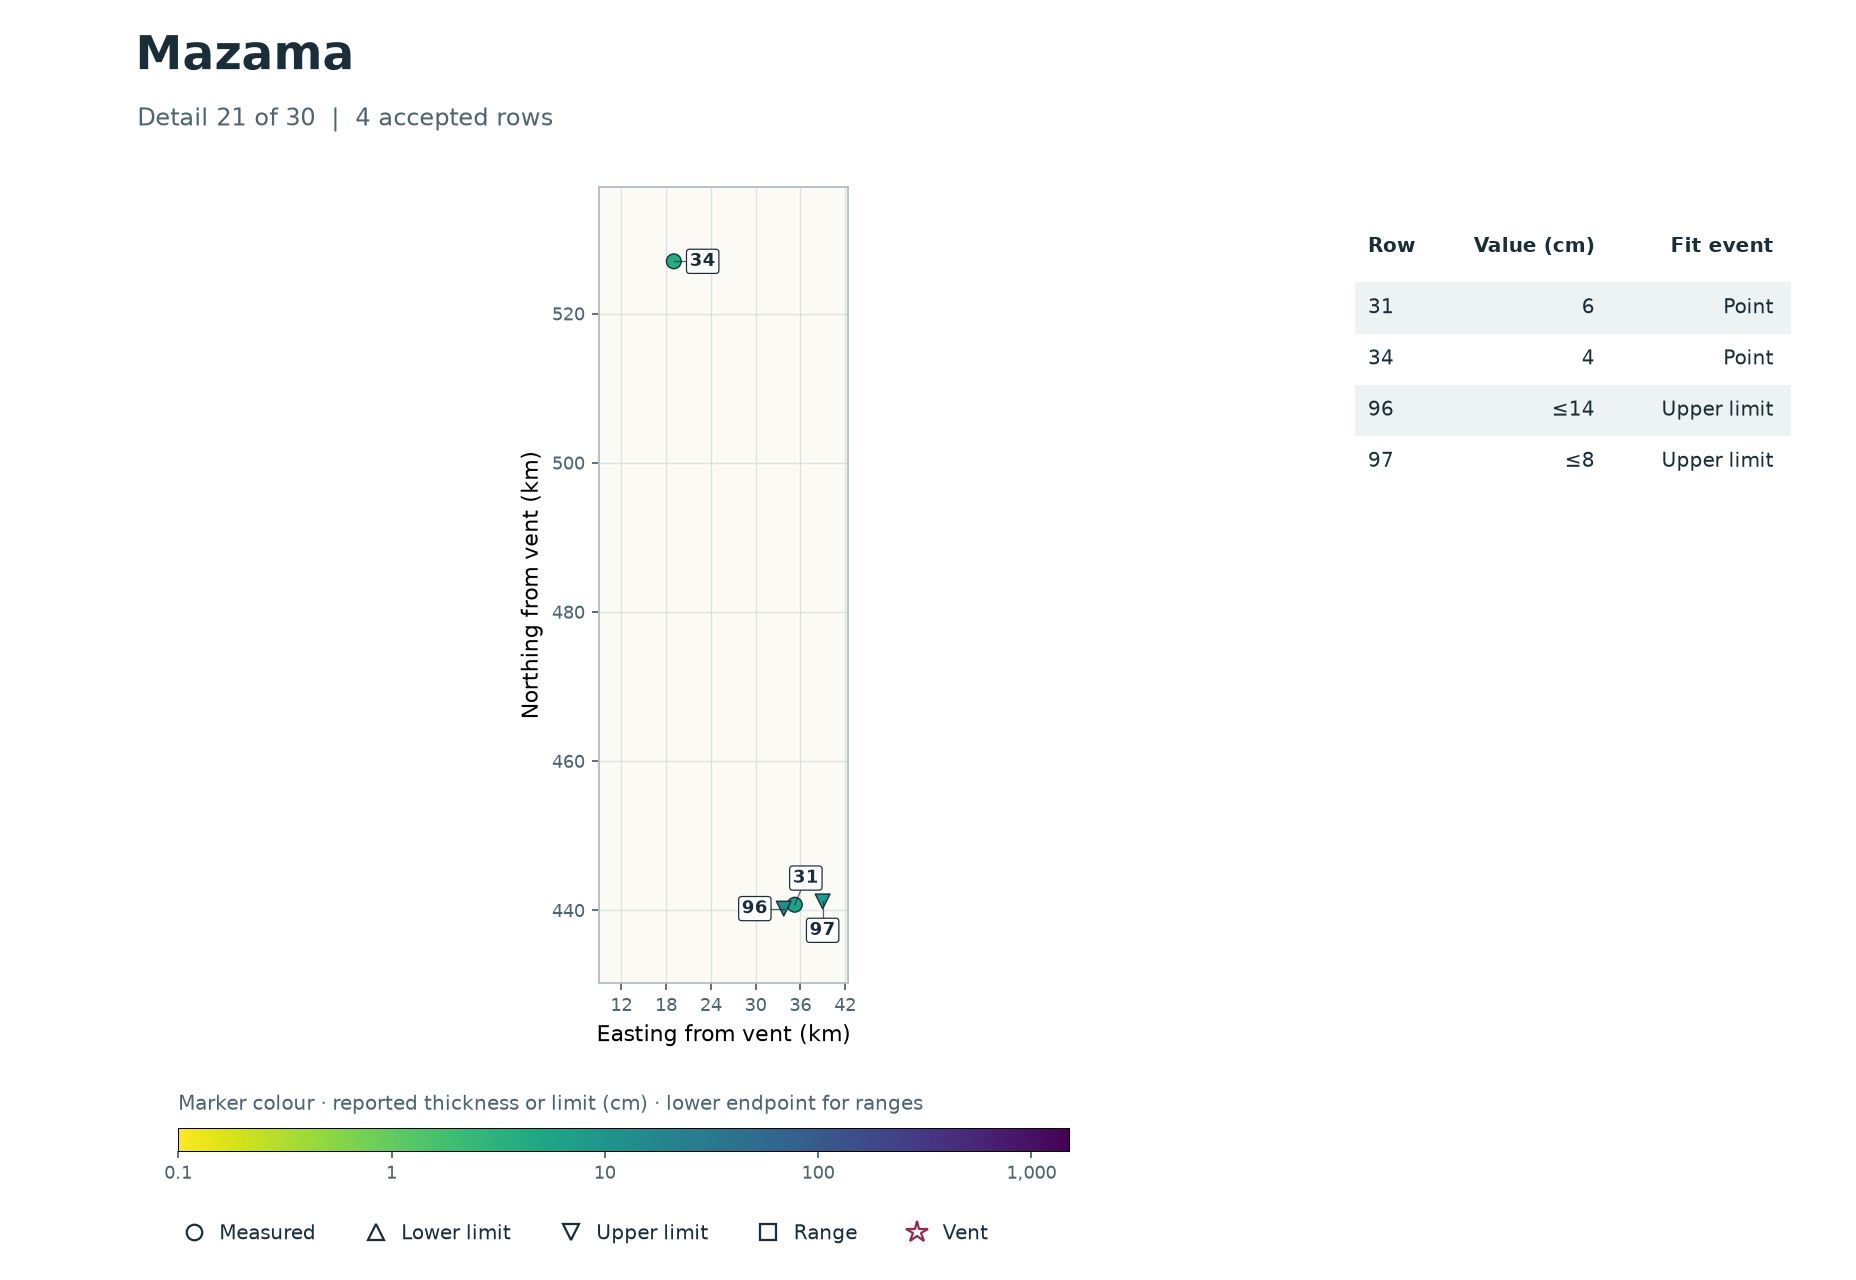 Mazama
Detail 21 of 30 | 4 accepted rows
34
520
500
480
460
440
Northing from vent (km)
31
96
97
12 18 24 30 36 42
Easting from vent (km)
Row Value (cm) Fit event
31 6 Point
34 4 Point
96 ≤14 Upper limit
97 ≤8 Upper limit
Marker colour · reported thickness or limit (cm) · lower endpoint for ranges
0.1 1 10 100 1,000
Measured Lower limit Upper limit Range Vent